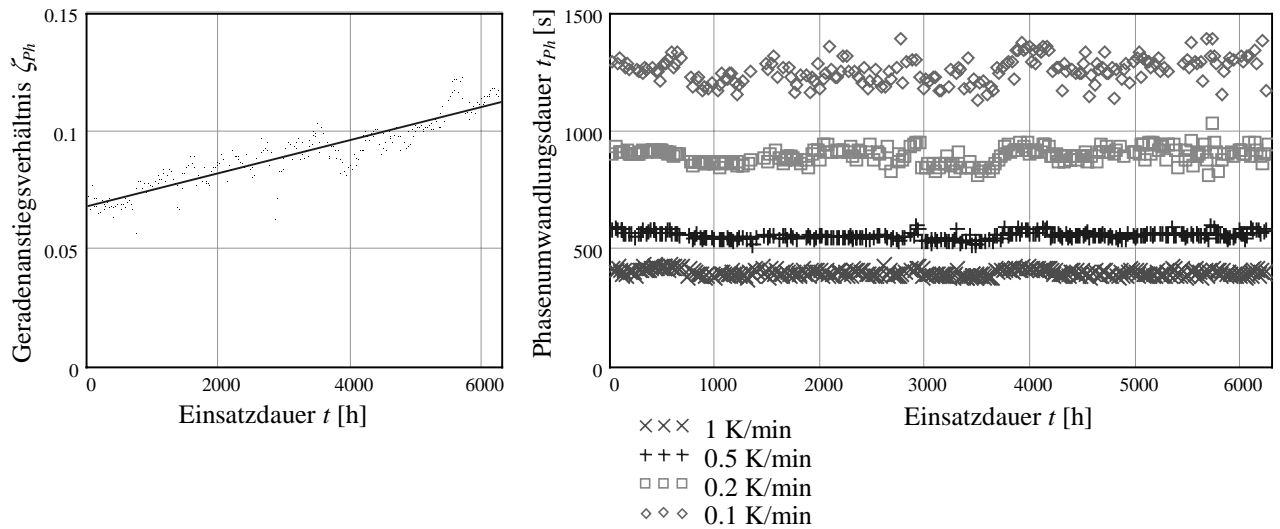 0.15
0.1
0.05
0
0
2000
4000
6000
Geradenanstiegsverhältnis ζPh
Einsatzdauer t [h]
1500
1000
500
0
0
1000
2000
3000
4000
5000
6000
Phasenumwandlungsdauer tPh [s]
Einsatzdauer t [h]
1 K/min
0.5 K/min
0.2 K/min
0.1 K/min